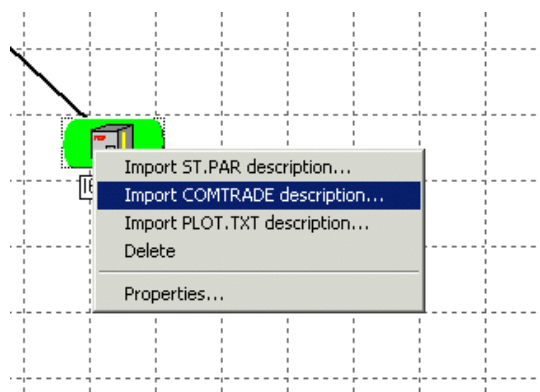 Import ST.PAR description...
Import COMTRADE description...
Import PLOT.TXT description...
Delete
Properties...